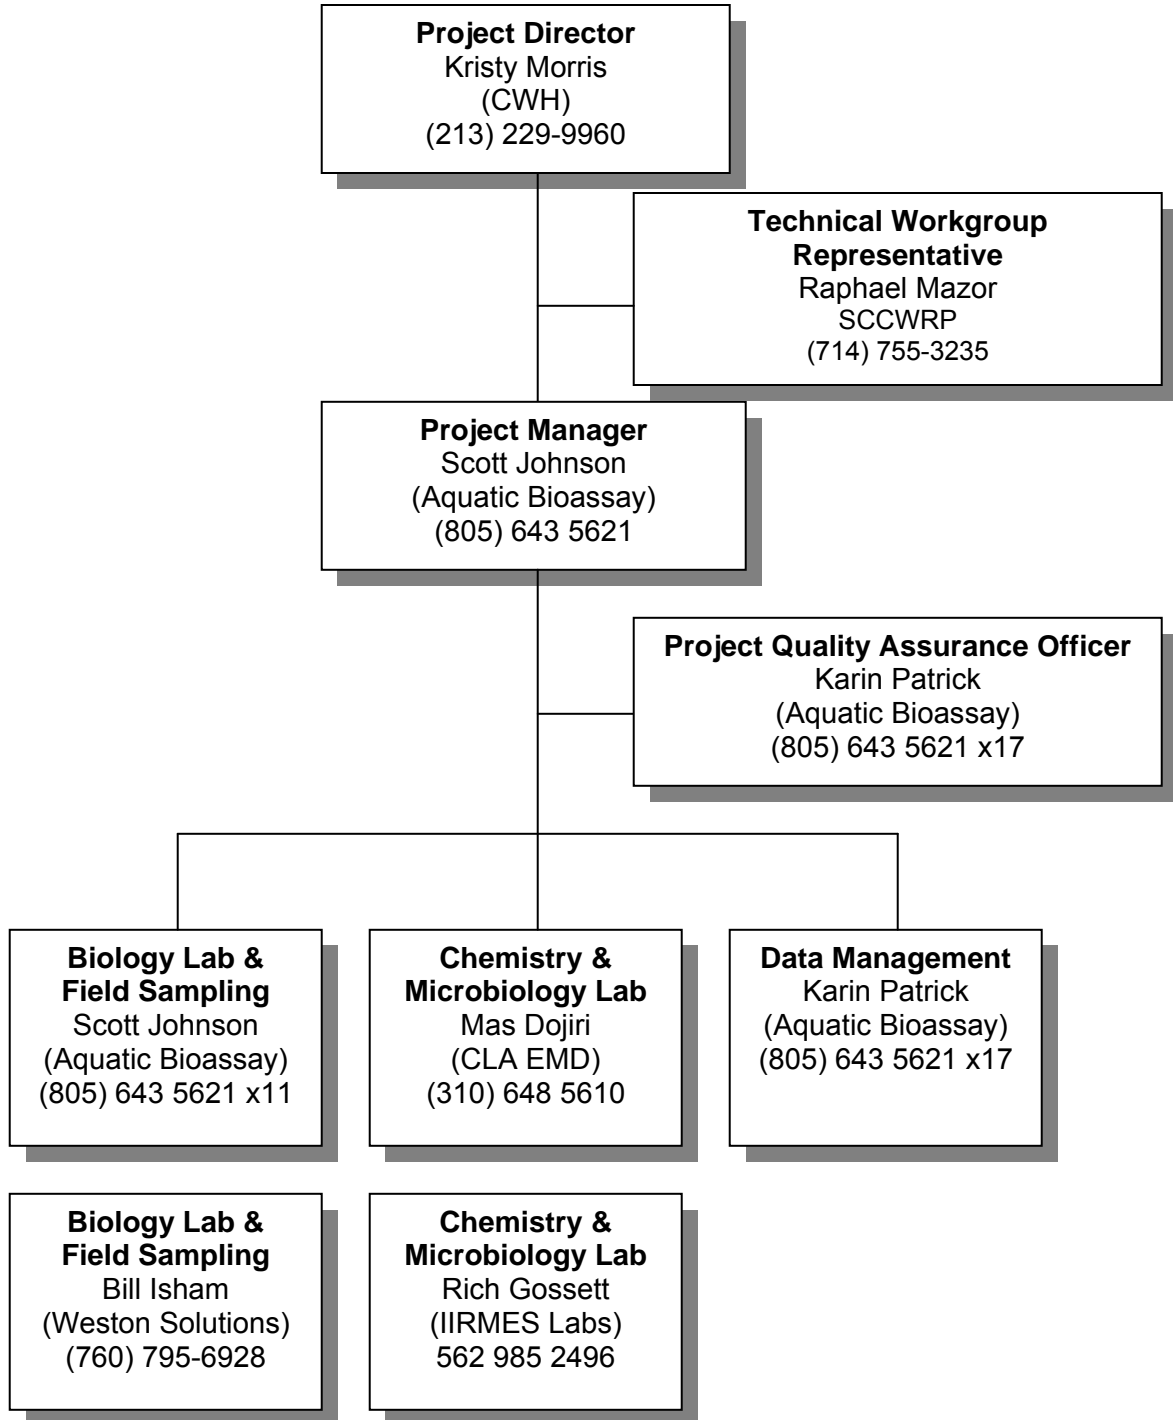 Project Director
Kristy Morris
(CWH)
(213) 229-9960
Technical Workgroup
Representative
Raphael Mazor
SCCWRP
(714) 755-3235
Project Manager
Scott Johnson
(Aquatic Bioassay)
(805) 643 5621
Project Quality Assurance Officer
Karin Patrick
(Aquatic Bioassay)
(805) 643 5621 x17
Biology Lab &
Field Sampling
Scott Johnson
(Aquatic Bioassay)
(805) 643 5621 x11
Chemistry &
Microbiology Lab
Mas Dojiri
(CLA EMD)
(310) 648 5610
Data Management
Karin Patrick
(Aquatic Bioassay)
(805) 643 5621 x17
Biology Lab &
Field Sampling
Bill Isham
(Weston Solutions)
(760) 795-6928
Chemistry &
Microbiology Lab
Rich Gossett
(IIRMES Labs)
562 985 2496